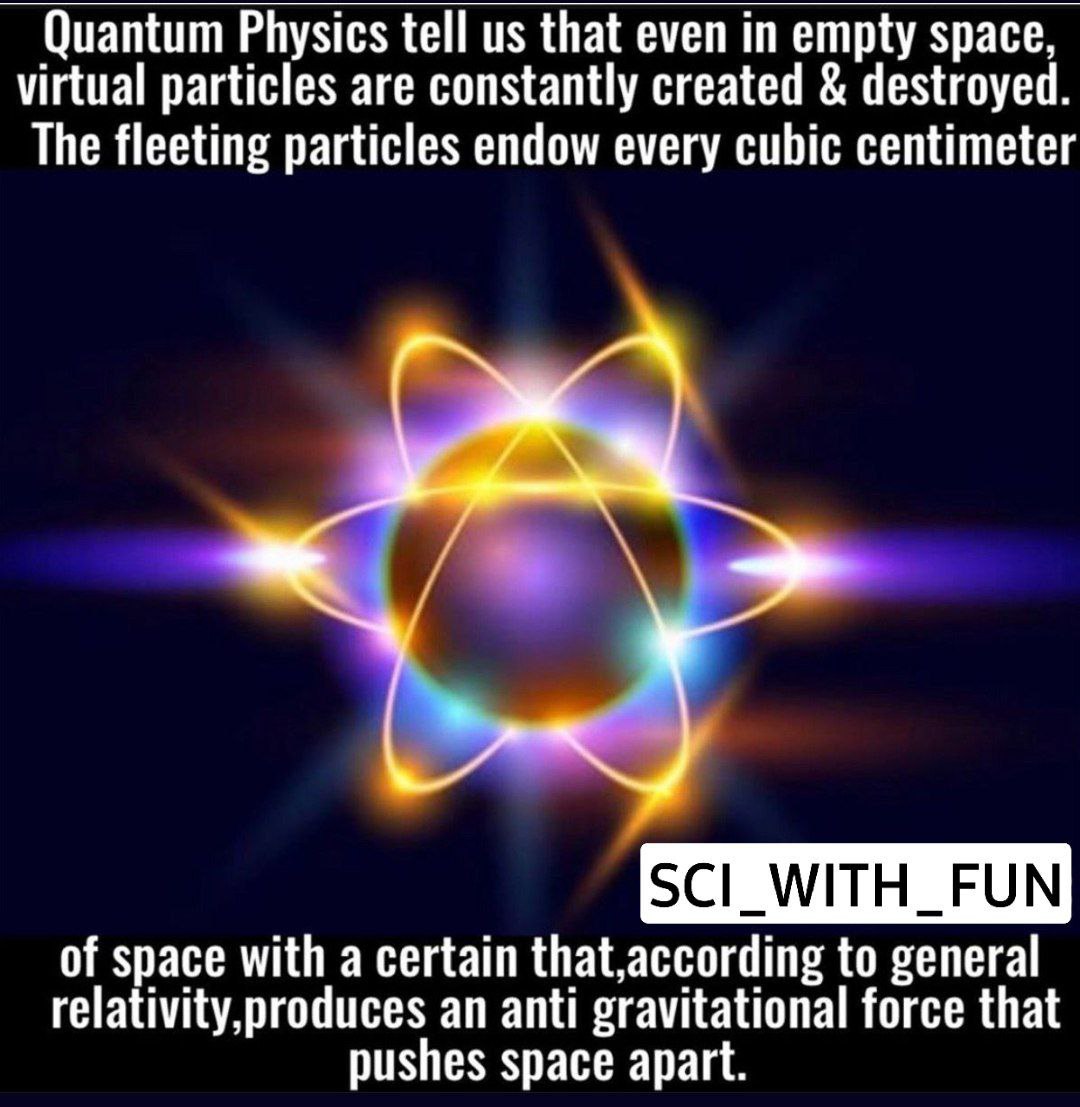 Quantum Physics tell us that even in empty space,
virtual particles are constantly created & destroyed.
The fleeting particles endow every cubic centimeter
SCI_WITH_FUN
of space with a certain that,according to general
relativity,produces an anti gravitational force that
pushes space apart.